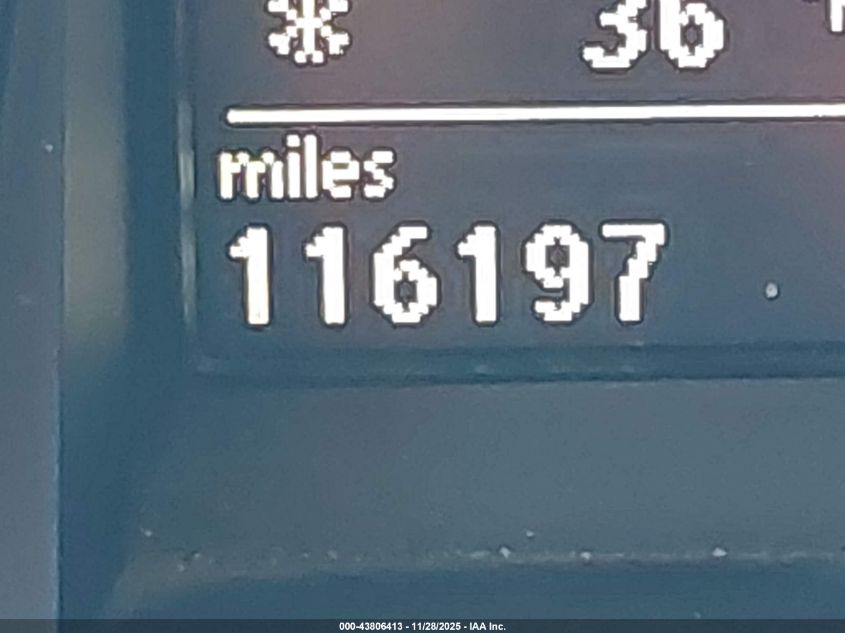 36
miles
116197
000-43806413 - 11/28/2025 - IAA Inc.